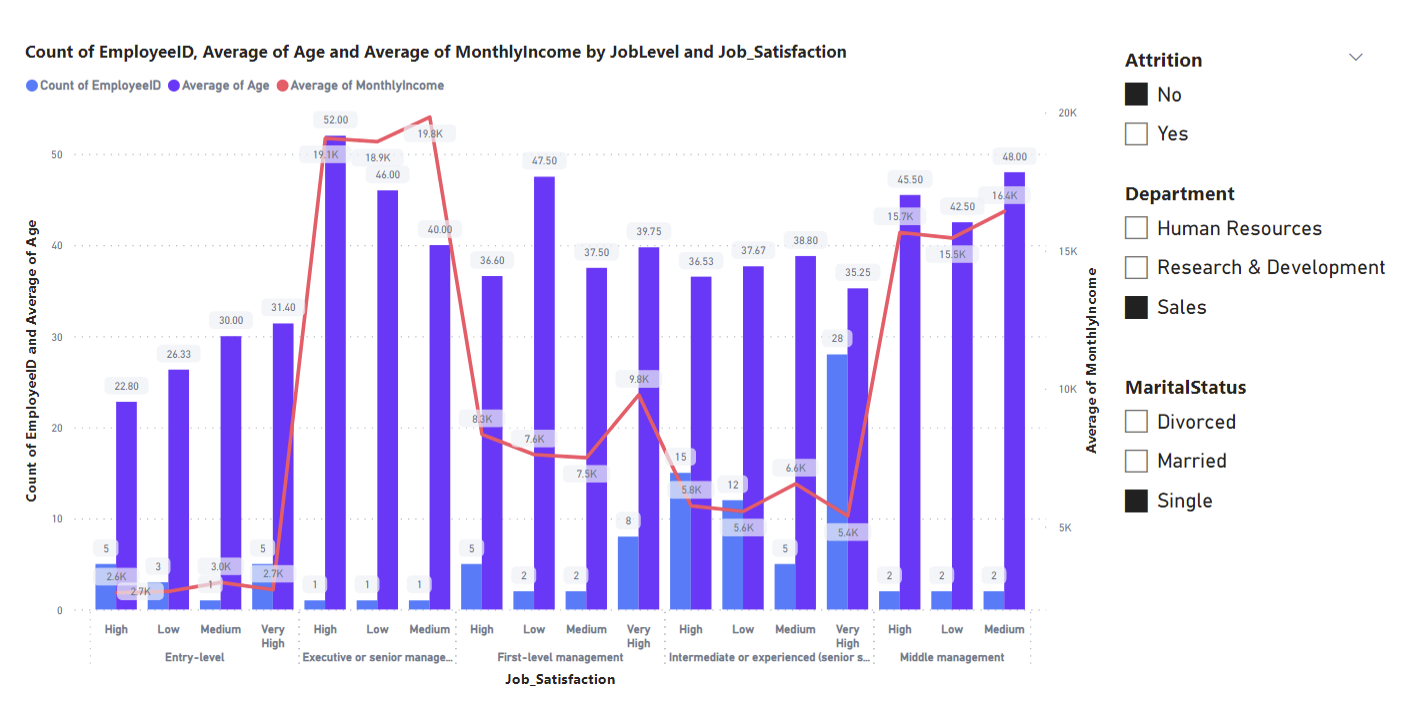 Count of EmployeeID, Average of Age and Average of MonthlyIncome by JobLevel and Job_Satisfaction
Count of EmployeeID Average of Age Average of MonthlyIncome
Count of EmployeeID and Average of Age
50
40
30
20
10
0
5
22.80
2.6K
3
26.33
2.7K
1
30.00
3.0K
5
31.40
2.7K
1
52.00
19.1K
1
46.00
18.9K
1
40.00
19.8K
5
36.60
8.3K
2
47.50
7.6K
2
37.50
7.5K
8
39.75
9.8K
15
36.53
5.8K
12
37.67
5.6K
5
38.80
6.6K
28
35.25
5.4K
2
45.50
15.7K
2
42.50
15.5K
2
48.00
16.4K
20K
15K
10K
5K
Average of MonthlyIncome
High Low Medium Very High High Low Medium High Low Medium Very High High Low Medium Very High High Low Medium
Entry-level Executive or senior manage... First-level management Intermediate or experienced (senior s... Middle management
Job_Satisfaction
Attrition
No
Yes
Department
Human Resources
Research & Development
Sales
MaritalStatus
Divorced
Married
Single